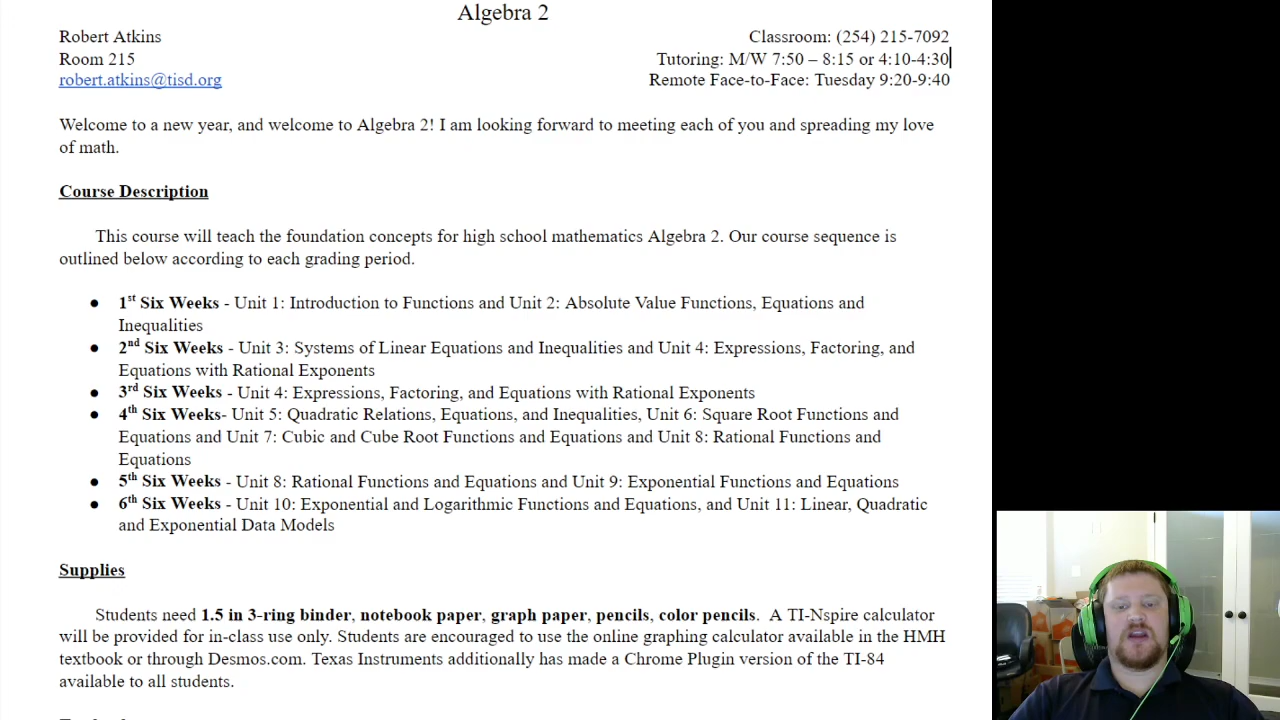 Algebra 2
Robert Atkins
Classroom: (254) 215-7092
Room 215
Tutoring: M/W 7:50 – 8:15 or 4:10-4:30
robert.atkins@tisd.org
Remote Face-to-Face: Tuesday 9:20-9:40
Welcome to a new year, and welcome to Algebra 2! I am looking forward to meeting each of you and spreading my love
of math.
Course Description
This course will teach the foundation concepts for high school mathematics Algebra 2. Our course sequence is
outlined below according to each grading period.
● 1st Six Weeks - Unit 1: Introduction to Functions and Unit 2: Absolute Value Functions, Equations and
Inequalities
● 2nd Six Weeks - Unit 3: Systems of Linear Equations and Inequalities and Unit 4: Expressions, Factoring, and
Equations with Rational Exponents
● 3rd Six Weeks - Unit 4: Expressions, Factoring, and Equations with Rational Exponents
● 4th Six Weeks- Unit 5: Quadratic Relations, Equations, and Inequalities, Unit 6: Square Root Functions and
Equations and Unit 7: Cubic and Cube Root Functions and Equations and Unit 8: Rational Functions and
Equations
● 5th Six Weeks - Unit 8: Rational Functions and Equations and Unit 9: Exponential Functions and Equations
● 6th Six Weeks - Unit 10: Exponential and Logarithmic Functions and Equations, and Unit 11: Linear, Quadratic
and Exponential Data Models
Supplies
Students need 1.5 in 3-ring binder, notebook paper, graph paper, pencils, color pencils. A TI-Nspire calculator
will be provided for in-class use only. Students are encouraged to use the online graphing calculator available in the HMH
textbook or through Desmos.com. Texas Instruments additionally has made a Chrome Plugin version of the TI-84
available to all students.